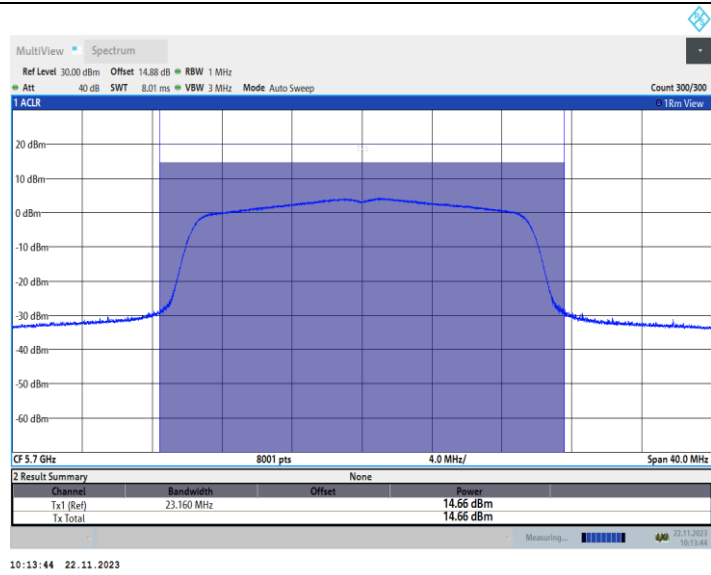 MultiView Spectrum
Ref Level 30.00 dBm Offset 14.88 dB RBW 1 MHz
Att 40 dB SWT 8.01 ms VBW 3 MHz Mode Auto Sweep Count 300/300
1 ACLR 1Rm View
20 dBm
10 dBm
0 dBm
-10 dBm
-20 dBm
-30 dBm
-40 dBm
-50 dBm
-60 dBm
CF 5.7 GHz 8001 pts 4.0 MHz/ Span 40.0 MHz
2 Result Summary None
Channel Bandwidth Offset Power
Tx1 (Ref) 23.160 MHz 14.66 dBm
Tx Total 14.66 dBm
Measuring... 22.11.2023
10:13:44
10:13:44 22.11.2023